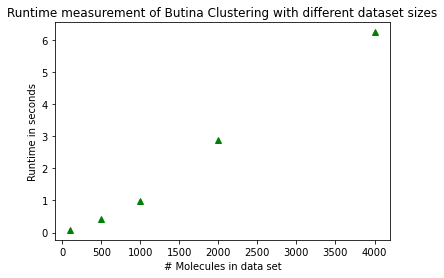 Runtime measurement of Butina Clustering with different dataset sizes
6
5
4
3
2
1
0
Runtime in seconds
0 500 1000 1500 2000 2500 3000 3500 4000
# Molecules in data set